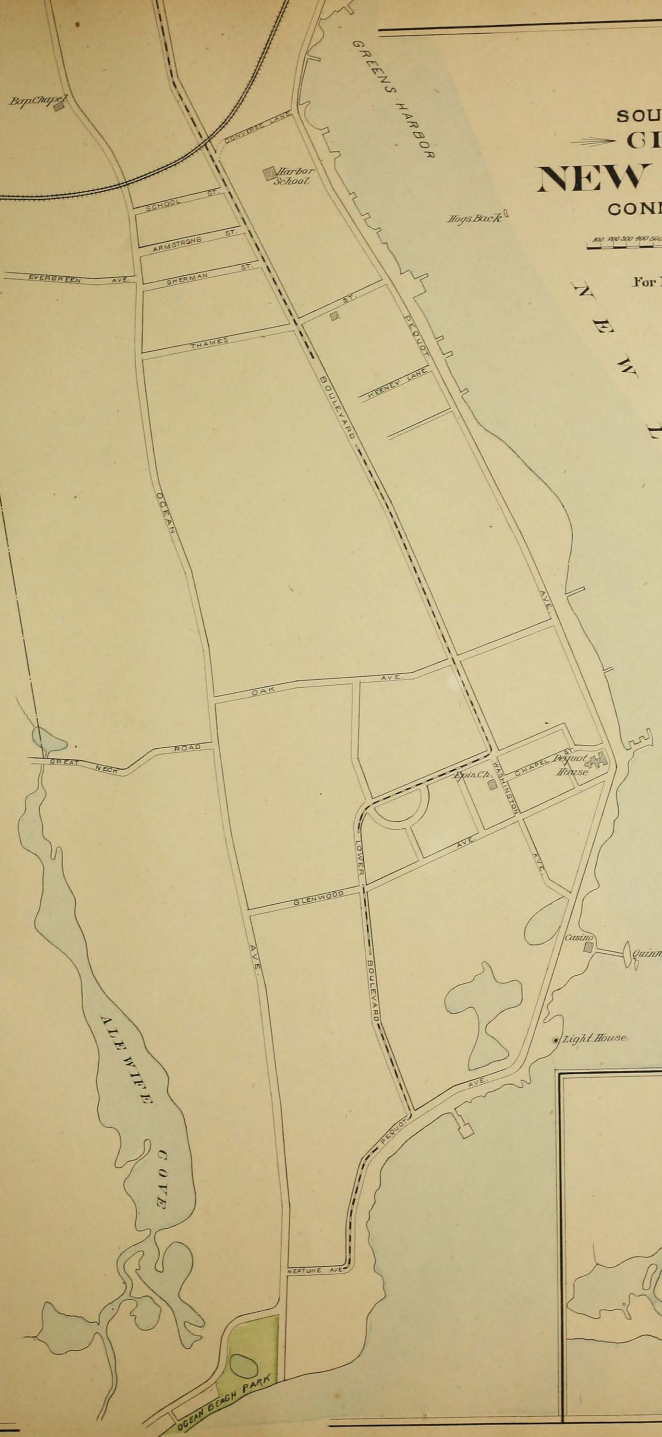 GREENS HARBOR
Bap. Chapel
SOU
CI
CONVERSE LANE
Harbor
School
NEW
CONN
SCHOOL ST.
Hogs Back
ARMSTRONG ST.
EVERGREEN AVE.
SHERMAN ST.
For
NEW L
ST.
THAMES
PEQUOT
BOULEVARD
KEENEY LANE
OCEAN
AVE.
OAK AVE.
GREAT NECK ROAD
CHAPEL ST.
Pequot
House
Epis. Ch.
WASHINGTON
LOWER
AVE.
AVE.
GLENWOOD
Casino
AVE.
Quinn
BOULEVARD
ALEWIFE COVE
Light House
AVE.
PEQUOT
NEPTUNE AVE.
OCEAN BEACH PARK